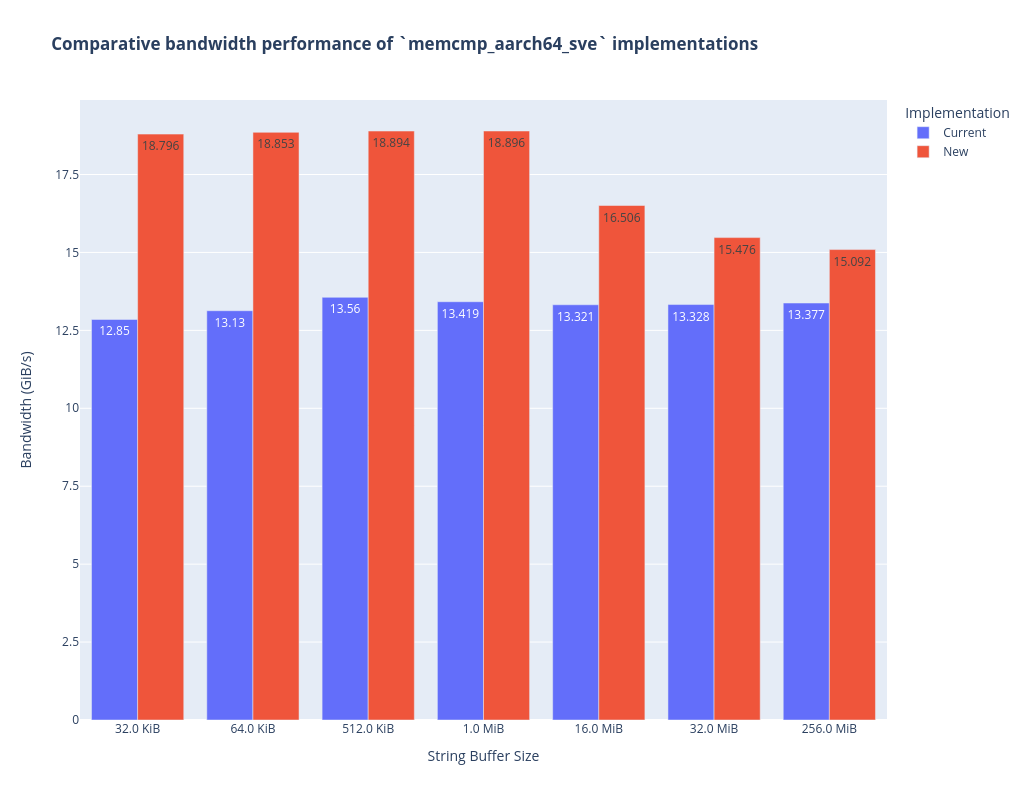 Comparative bandwidth performance of `memcmp_aarch64_sve` implementations
Implementation
Current
New
Bandwidth (GiB/s)
17.5
15
12.5
10
7.5
5
2.5
0
12.85
18.796
13.13
18.853
13.56
18.894
13.419
18.896
13.321
16.506
13.328
15.476
13.377
15.092
32.0 KiB
64.0 KiB
512.0 KiB
1.0 MiB
16.0 MiB
32.0 MiB
256.0 MiB
String Buffer Size